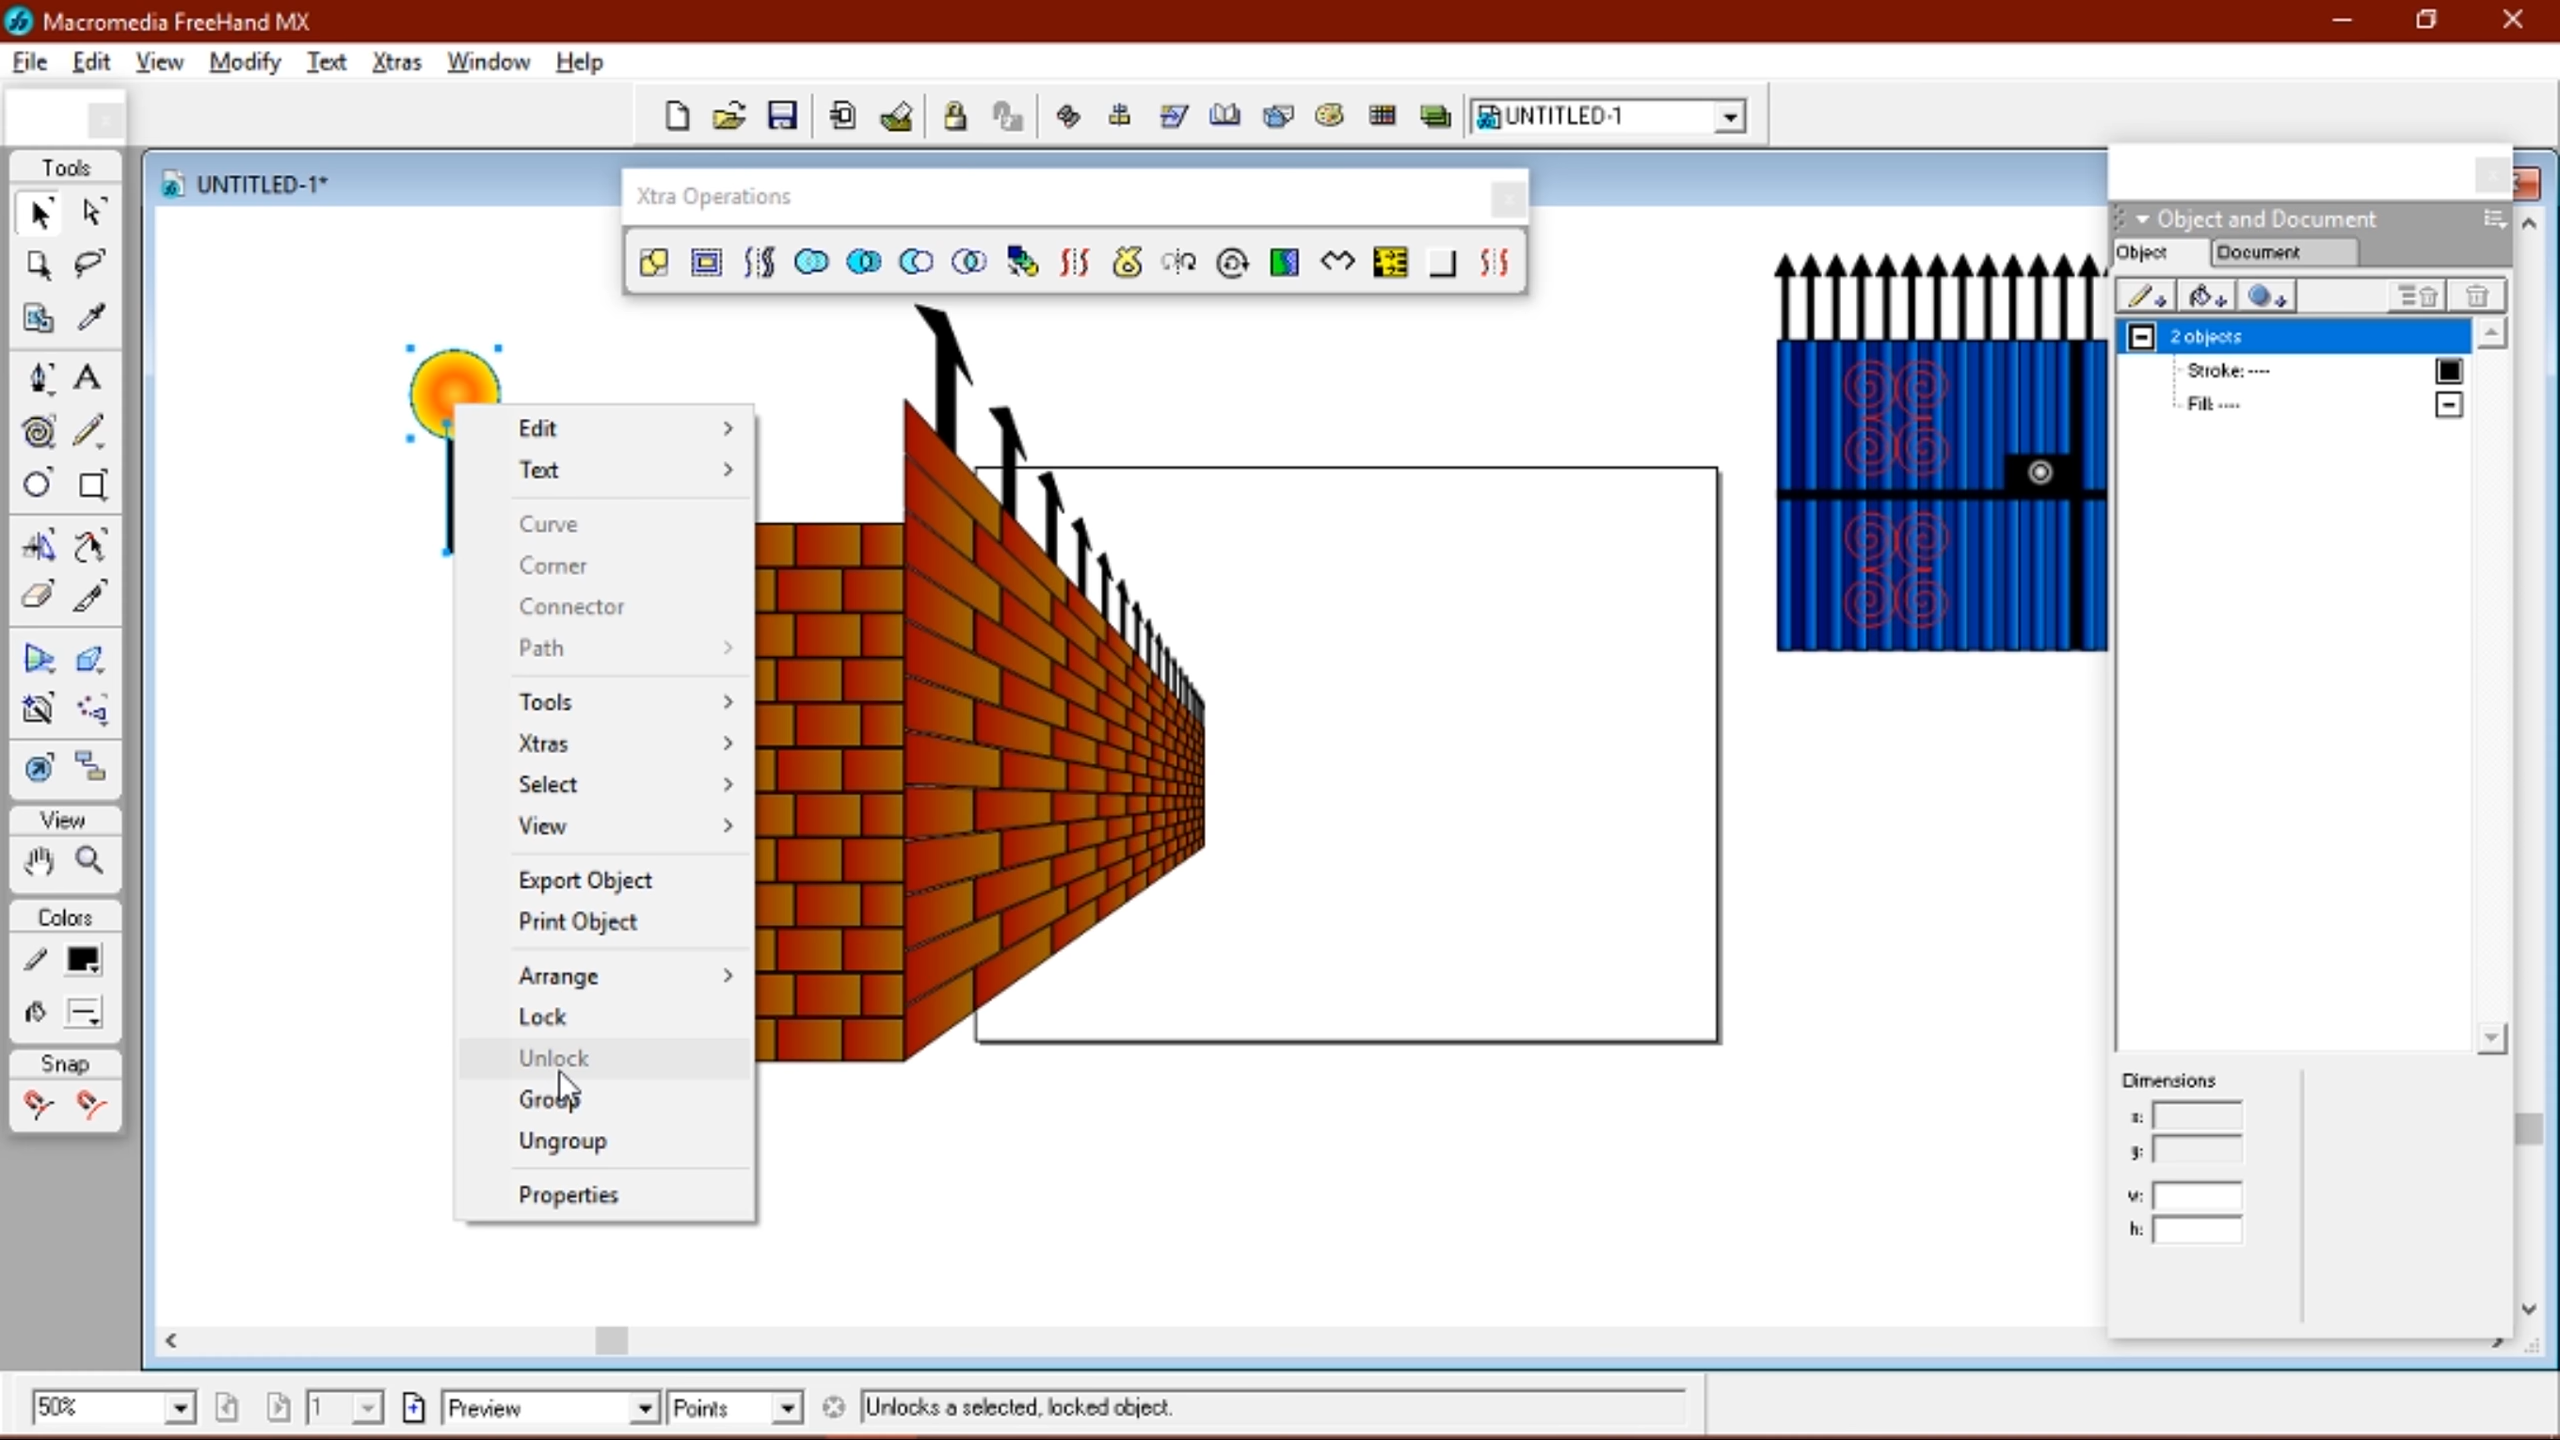 Macromedia FreeHand MX
File Edit View Modify Text Xtras Window Help
UNTITLED-1
Tools
UNTITLED-1*
Xtra Operations
Object and Document
Object Document
2 objects
Stroke: ----
Fill: ----
Edit
Text
Curve
Corner
Connector
Path
Tools
Xtras
Select
View
Export Object
Print Object
Arrange
Lock
Unlock
Group
Ungroup
Properties
View
Colors
Snap
Dimensions
x:
y:
w:
h:
50% 1 Preview Points Unlocks a selected, locked object.